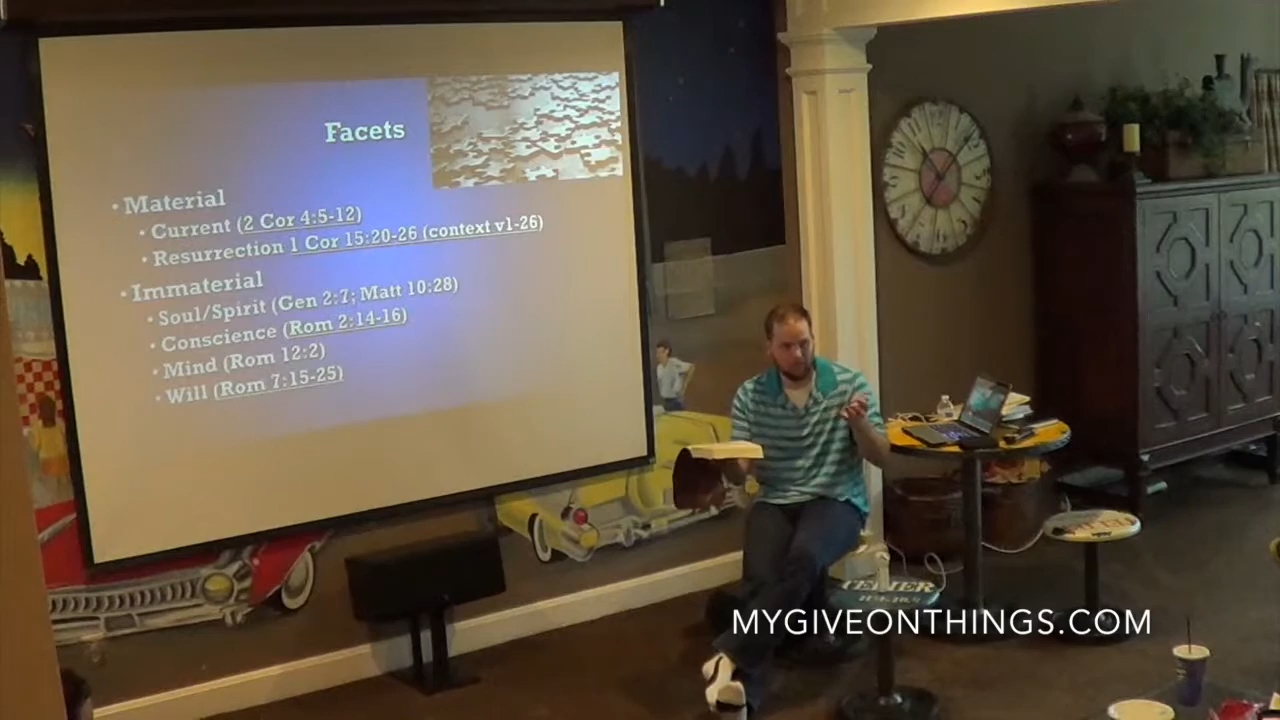 Facets
• Material
• Current (2 Cor 4:5-12)
• Resurrection 1 Cor 15:20-26 (context v1-26)
• Immaterial
• Soul/Spirit (Gen 2:7; Matt 10:28)
• Conscience (Rom 2:14-16)
• Mind (Rom 12:2)
• Will (Rom 7:15-25)
MYGIVEONTHINGS.COM